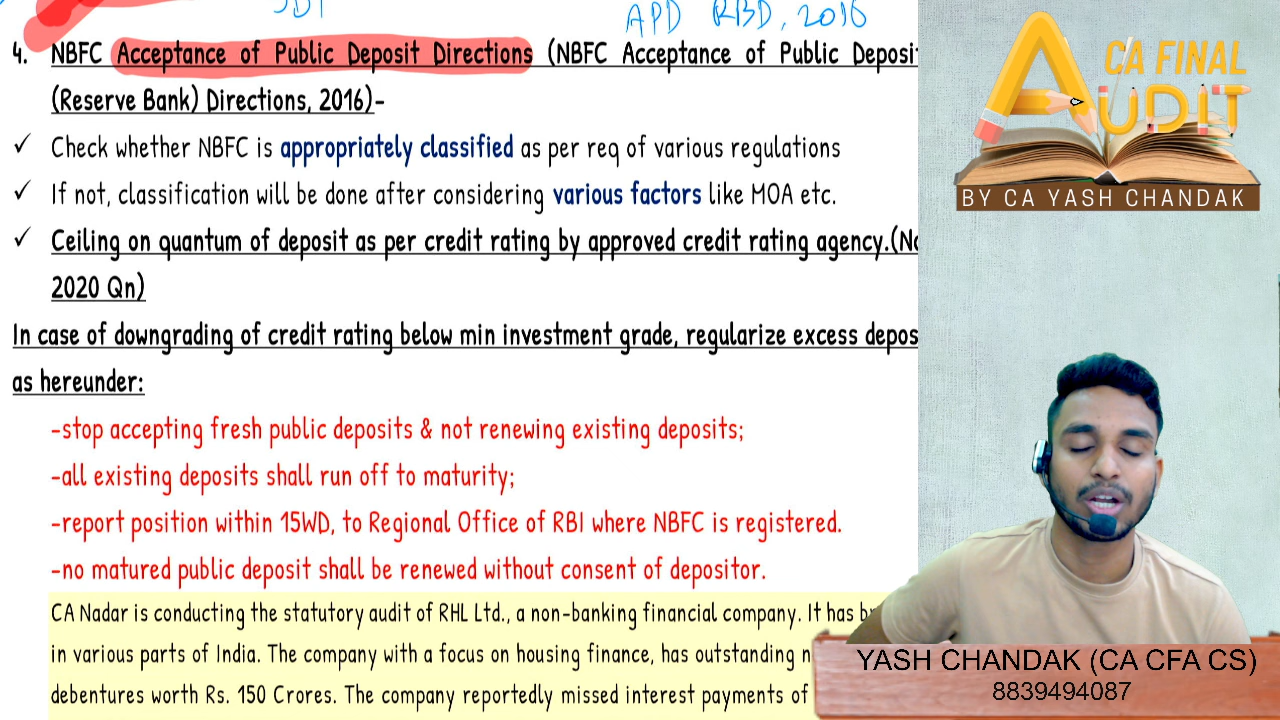 APD RBD, 2016
4. NBFC Acceptance of Public Deposit Directions (NBFC Acceptance of Public
(Reserve Bank) Directions, 2016)-
✓ Check whether NBFC is appropriately classified as per req of various regulations
✓ If not, classification will be done after considering various factors like MOA etc.
✓ Ceiling on quantum of deposit as per credit rating by approved credit rating agency.
2020 Qn)
In case of downgrading of credit rating below min investment grade, regularize excess
as hereunder:
-stop accepting fresh public deposits & not renewing existing deposits;
-all existing deposits shall run off to maturity;
-report position within 15WD, to Regional Office of RBI where NBFC is registered.
-no matured public deposit shall be renewed without consent of depositor.
CA Nadar is conducting the statutory audit of RHL Ltd., a non-banking financial company. It has
in various parts of India. The company with a focus on housing finance, has outstanding
debentures worth Rs. 150 Crores. The company reportedly missed interest payments of
CA FINAL
AUDIT
BY CA YASH CHANDAK
YASH CHANDAK (CA CFA CS)
8839494087